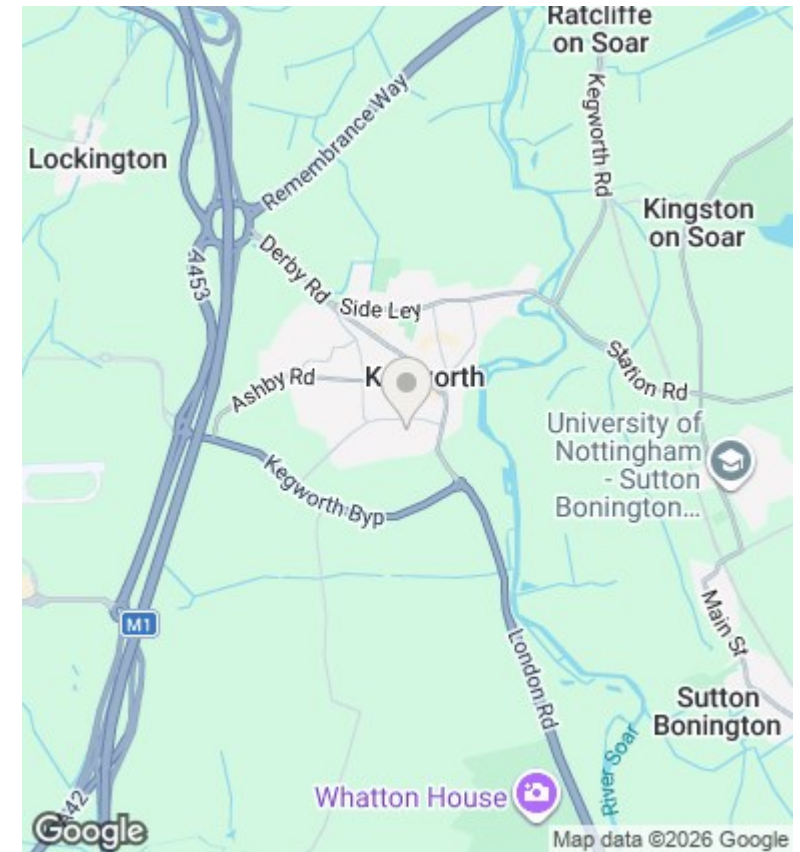 Ratcliffe
on Soar
Remembrance Way
Kegworth Rd
Lockington
Kingston
on Soar
A453
Derby Rd
Side Ley
Station Rd
Ashby Rd
University of
Nottingham
- Sutton
Bonington...
Kegworth Byp
M1
Main St
London Rd
Sutton
Bonington
River Soar
Whatton House
A42
Google
Map data ©2026 Google